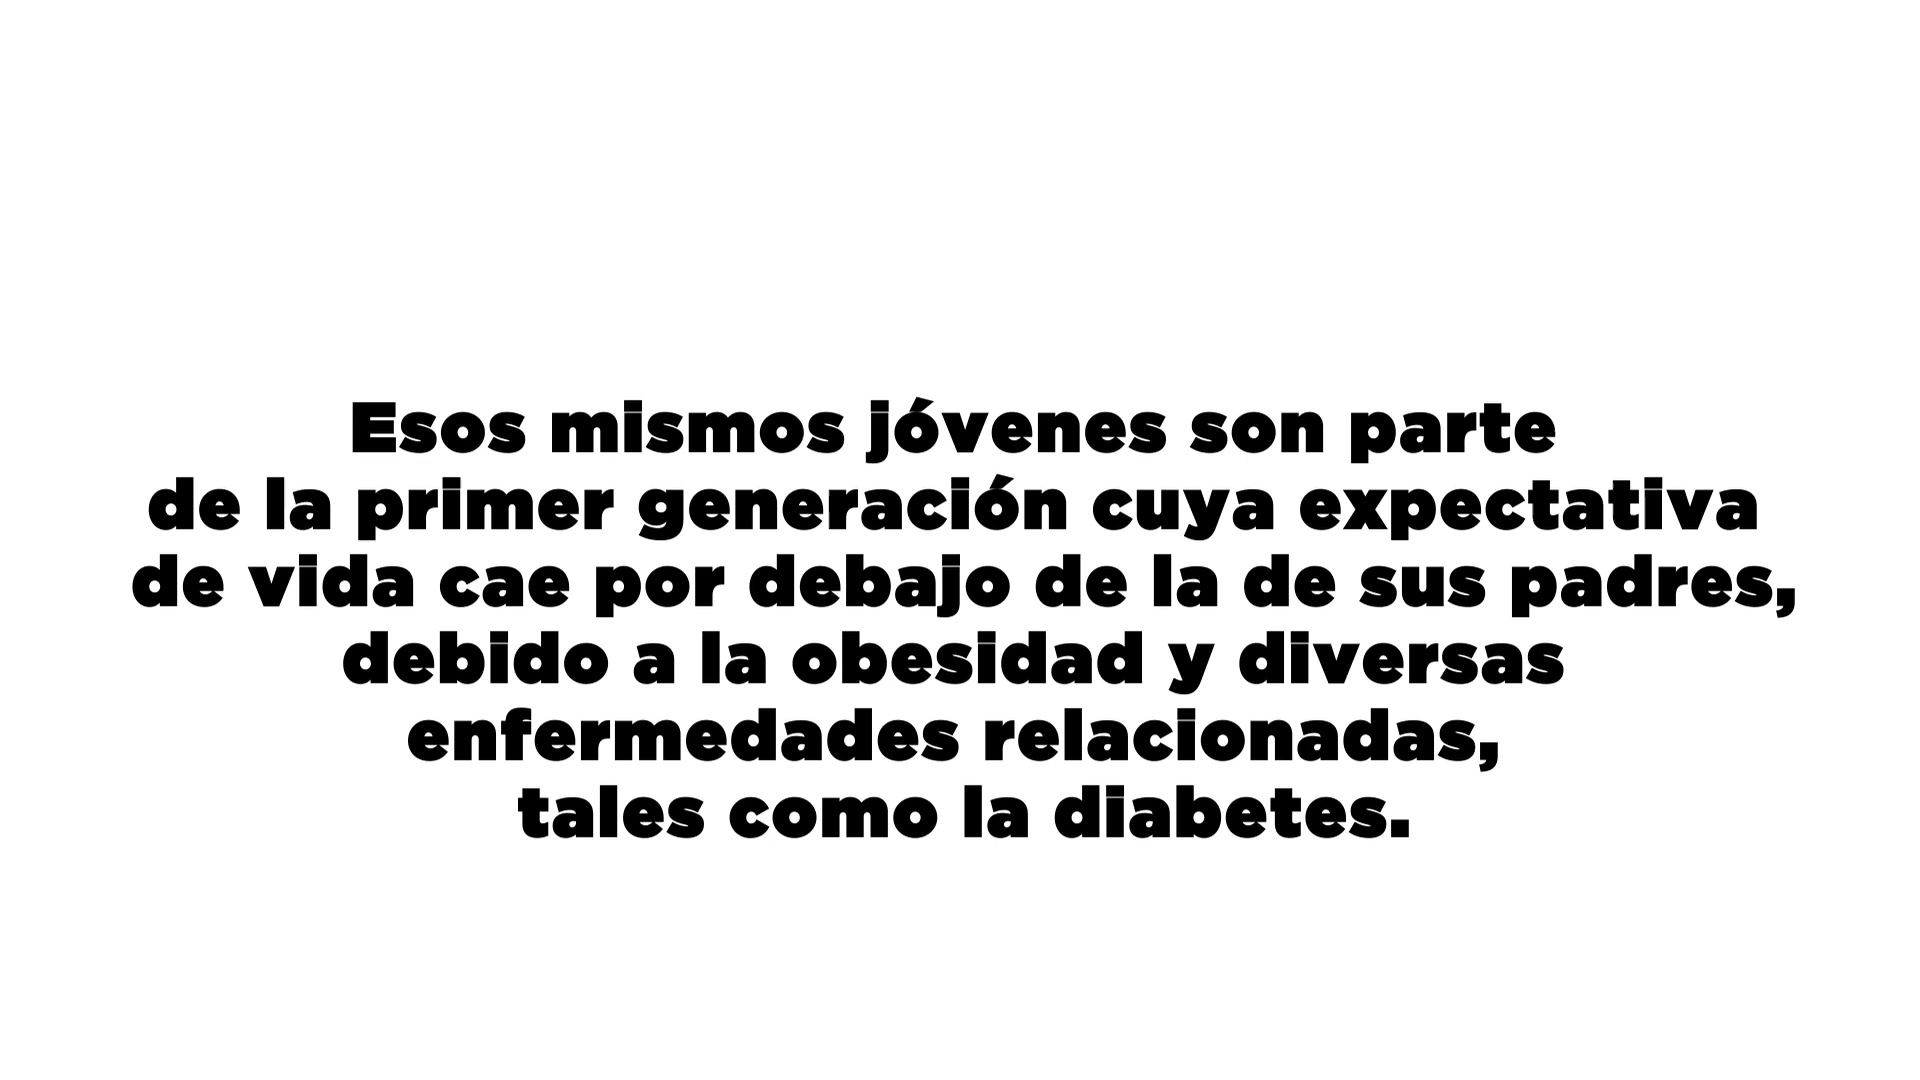 Esos mismos jóvenes son parte
de la primer generación cuya expectativa
de vida cae por debajo de la de sus padres,
debido a la obesidad y diversas
enfermedades relacionadas,
tales como la diabetes.